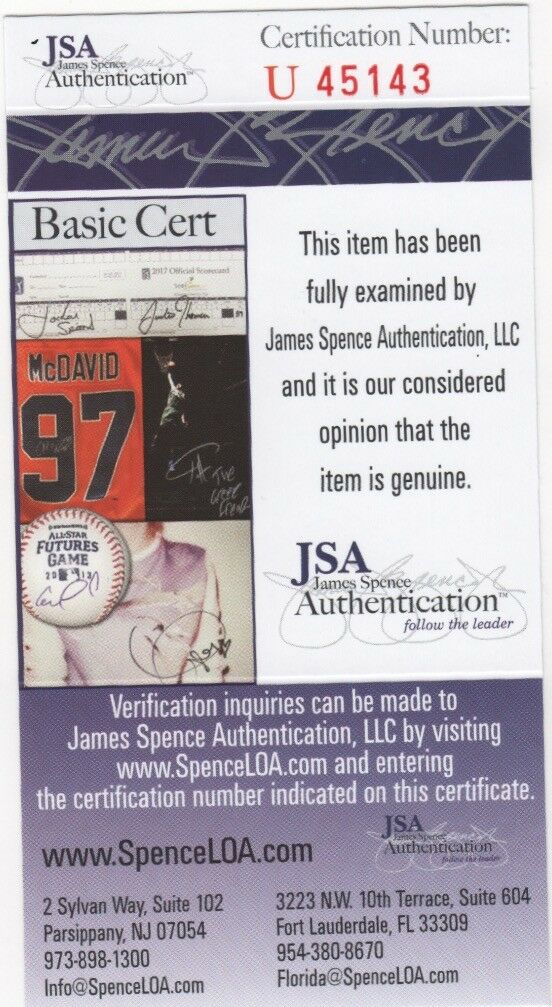 JSA
James Spence
Authentication™
Certification Number:
U 45143
Basic Cert
2017 Official Scorecard
McDAVID
97
ALL-STAR
FUTURES
GAME
This item has been
fully examined by
James Spence Authentication, LLC
and it is our considered
opinion that the
item is genuine.
JSA
James Spence
Authentication™
follow the leader
Verification inquiries can be made to
James Spence Authentication, LLC by visiting
www.SpenceLOA.com and entering
the certification number indicated on this certificate.
JSA
James Spence
Authentication
follow the leader
www.SpenceLOA.com
2 Sylvan Way, Suite 102
Parsippany, NJ 07054
973-898-1300
Info@SpenceLOA.com
3223 N.W. 10th Terrace, Suite 604
Fort Lauderdale, FL 33309
954-380-8670
Florida@SpenceLOA.com